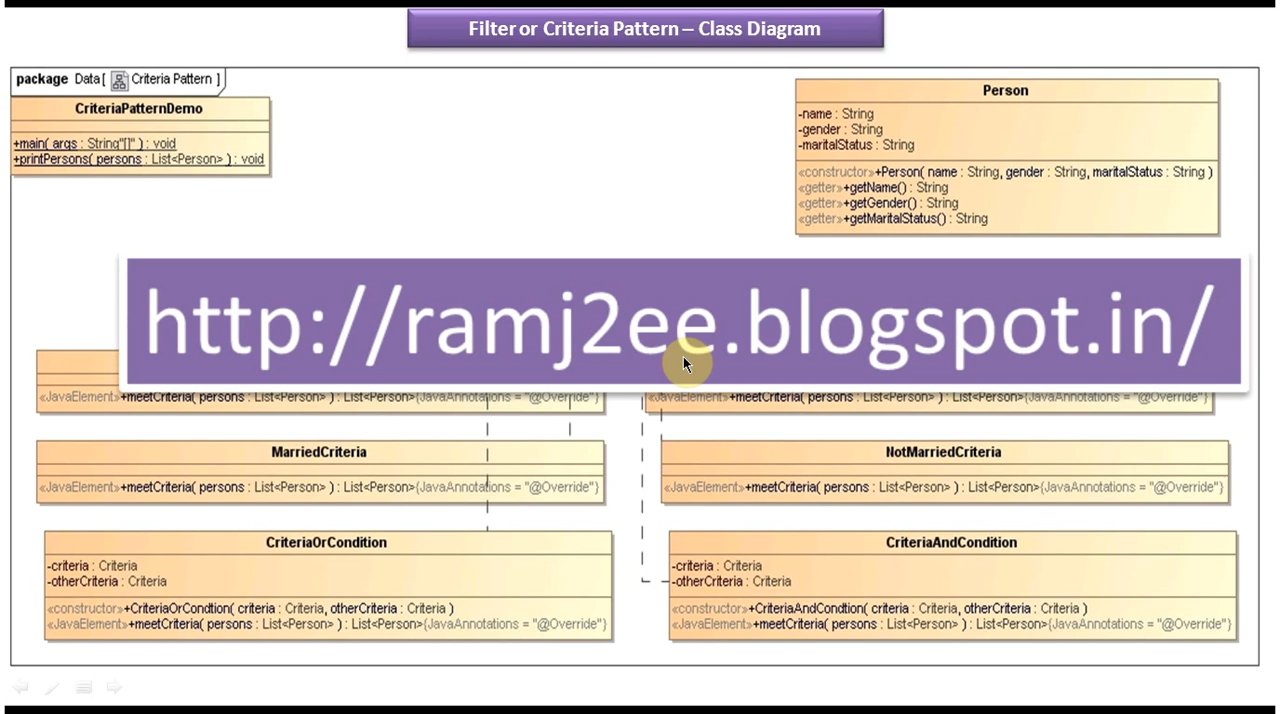 Filter or Criteria Pattern – Class Diagram
package Data[ Criteria Pattern ]
CriteriaPatternDemo
+main( args : String"[]" ) : void
+printPersons( persons : List<Person> ) : void
Person
-name : String
-gender : String
-maritalStatus : String
«constructor»+Person( name : String, gender : String, maritalStatus : String )
«getter»+getName() : String
«getter»+getGender() : String
«getter»+getMaritalStatus() : String
http://ramj2ee.blogspot.in/
«JavaElement»+meetCriteria( persons : List<Person> ) : List<Person>{JavaAnnotations = "@Override"}
«JavaElement»+meetCriteria( persons : List<Person> ) : List<Person>{JavaAnnotations = "@Override"}
MarriedCriteria
«JavaElement»+meetCriteria( persons : List<Person> ) : List<Person>{JavaAnnotations = "@Override"}
NotMarriedCriteria
«JavaElement»+meetCriteria( persons : List<Person> ) : List<Person>{JavaAnnotations = "@Override"}
CriteriaOrCondition
-criteria : Criteria
-otherCriteria : Criteria
«constructor»+CriteriaOrCondtion( criteria : Criteria, otherCriteria : Criteria )
«JavaElement»+meetCriteria( persons : List<Person> ) : List<Person>{JavaAnnotations = "@Override"}
CriteriaAndCondition
-criteria : Criteria
-otherCriteria : Criteria
«constructor»+CriteriaAndCondtion( criteria : Criteria, otherCriteria : Criteria )
«JavaElement»+meetCriteria( persons : List<Person> ) : List<Person>{JavaAnnotations = "@Override"}